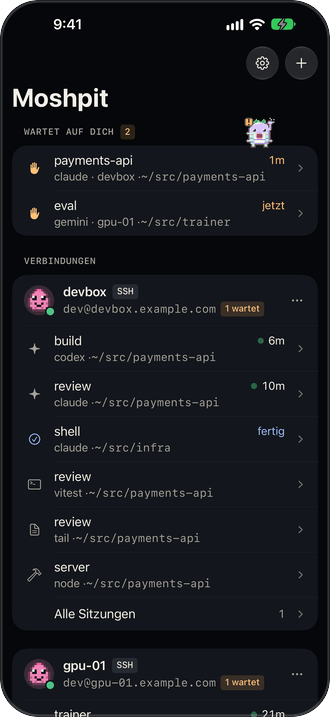 9:41
Moshpit
WARTET AUF DICH 2
payments-api 1m
claude · devbox ·~/src/payments-api
eval jetzt
gemini · gpu-01 ·~/src/trainer
VERBINDUNGEN
devbox SSH
dev@devbox.example.com 1 wartet
build 6m
codex ·~/src/payments-api
review 10m
claude ·~/src/payments-api
shell fertig
claude ·~/src/infra
review
vitest ·~/src/payments-api
review
tail ·~/src/payments-api
server
node ·~/src/payments-api
Alle Sitzungen 1
gpu-01 SSH
dev@gpu-01.example.com 1 wartet
trainer 21m